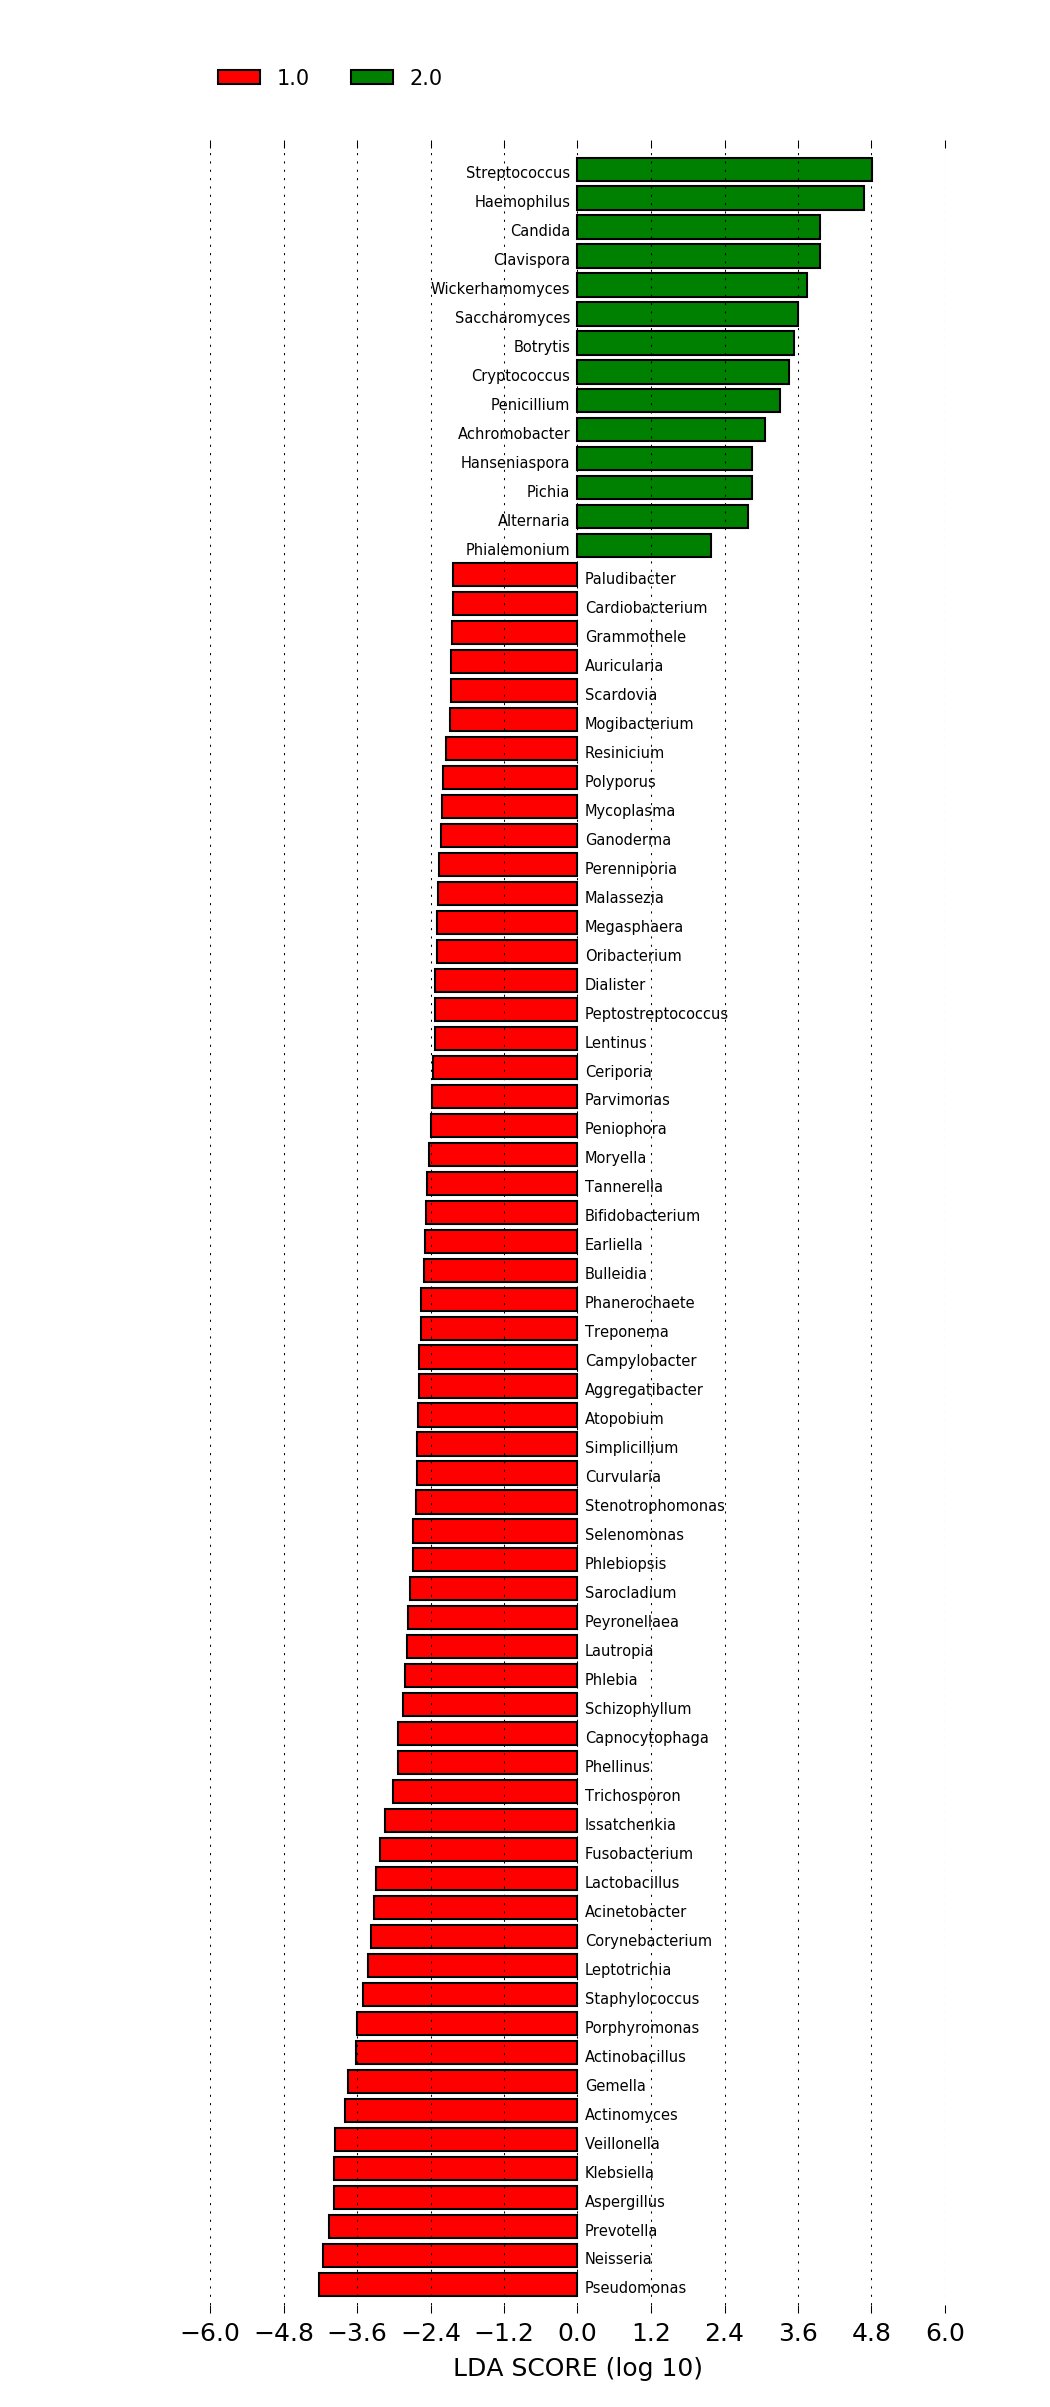 1.0 2.0
Streptococcus
Haemophilus
Candida
Clavispora
Wickerhamomyces
Saccharomyces
Botrytis
Cryptococcus
Penicillium
Achromobacter
Hanseniaspora
Pichia
Alternaria
Phialemonium
Paludibacter
Cardiobacterium
Grammothele
Auricularia
Scardovia
Mogibacterium
Resinicium
Polyporus
Mycoplasma
Ganoderma
Perenniporia
Malassezia
Megasphaera
Oribacterium
Dialister
Peptostreptococcus
Lentinus
Ceriporia
Parvimonas
Peniophora
Moryella
Tannerella
Bifidobacterium
Earliella
Bulleidia
Phanerochaete
Treponema
Campylobacter
Aggregatibacter
Atopobium
Simplicillium
Curvularia
Stenotrophomonas
Selenomonas
Phlebiopsis
Sarocladium
Peyronellaea
Lautropia
Phlebia
Schizophyllum
Capnocytophaga
Phellinus
Trichosporon
Issatchenkia
Fusobacterium
Lactobacillus
Acinetobacter
Corynebacterium
Leptotrichia
Staphylococcus
Porphyromonas
Actinobacillus
Gemella
Actinomyces
Veillonella
Klebsiella
Aspergillus
Prevotella
Neisseria
Pseudomonas
−6.0 −4.8 −3.6 −2.4 −1.2 0.0 1.2 2.4 3.6 4.8 6.0
LDA SCORE (log 10)